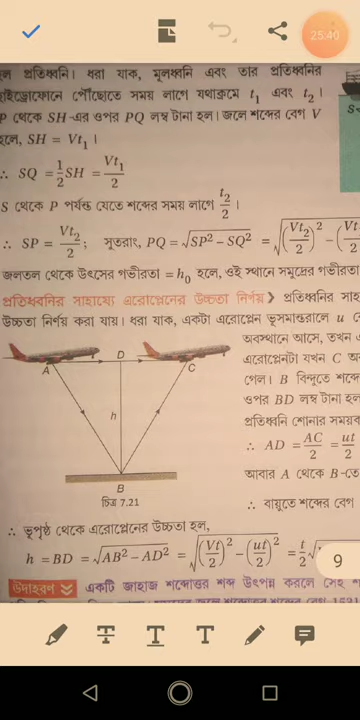 25:40
প্রতিধ্বনি। ধরা যাক, মূলধ্বনি এবং তার প্রতিধ্বনির
হাইড্রোফোনে পৌঁছোতে সময় লাগে যথাক্রমে t₁ এবং t₂।
P থেকে SH-এর ওপর PQ লম্ব টানা হল। জলে শব্দের বেগ V
হলে, SH = Vt₁।
∴ SQ = 1/2 SH = Vt₁/2
S থেকে P পর্যন্ত যেতে শব্দের সময় লাগে t₂/2।
∴ SP = Vt₂/2; সুতরাং, PQ = √(SP² − SQ²) = √((Vt₂/2)² − (Vt
জলতল থেকে উৎসের গভীরতা = h₀ হলে, ওই স্থানে সমুদ্রের গভীরতা
প্রতিধ্বনির সাহায্যে এরোপ্লেনের উচ্চতা নির্ণয় ❯ প্রতিধ্বনির
উচ্চতা নির্ণয় করা যায়। ধরা যাক, একটা এরোপ্লেন ভূসমান্তরালে u
অবস্থানে আসে, তখন
এরোপ্লেনটা যখন C
গেল। B বিন্দুতে
ওপর BD লম্ব টানা হল
প্রতিধ্বনি শোনার
∴ AD = AC/2 = ut/2
আবার A থেকে B-তে
∴ বায়ুতে শব্দের বেগ
A
D
C
h
B
চিত্র 7.21
∴ ভূপৃষ্ঠ থেকে এরোপ্লেনের উচ্চতা হল,
h = BD = √(AB² − AD²) = √((Vt/2)² − (ut/2)²) = t/2 √
9
উদাহরণ একটি জাহাজ শব্দোত্তর শব্দ উৎপন্ন করলে সেই
T T T